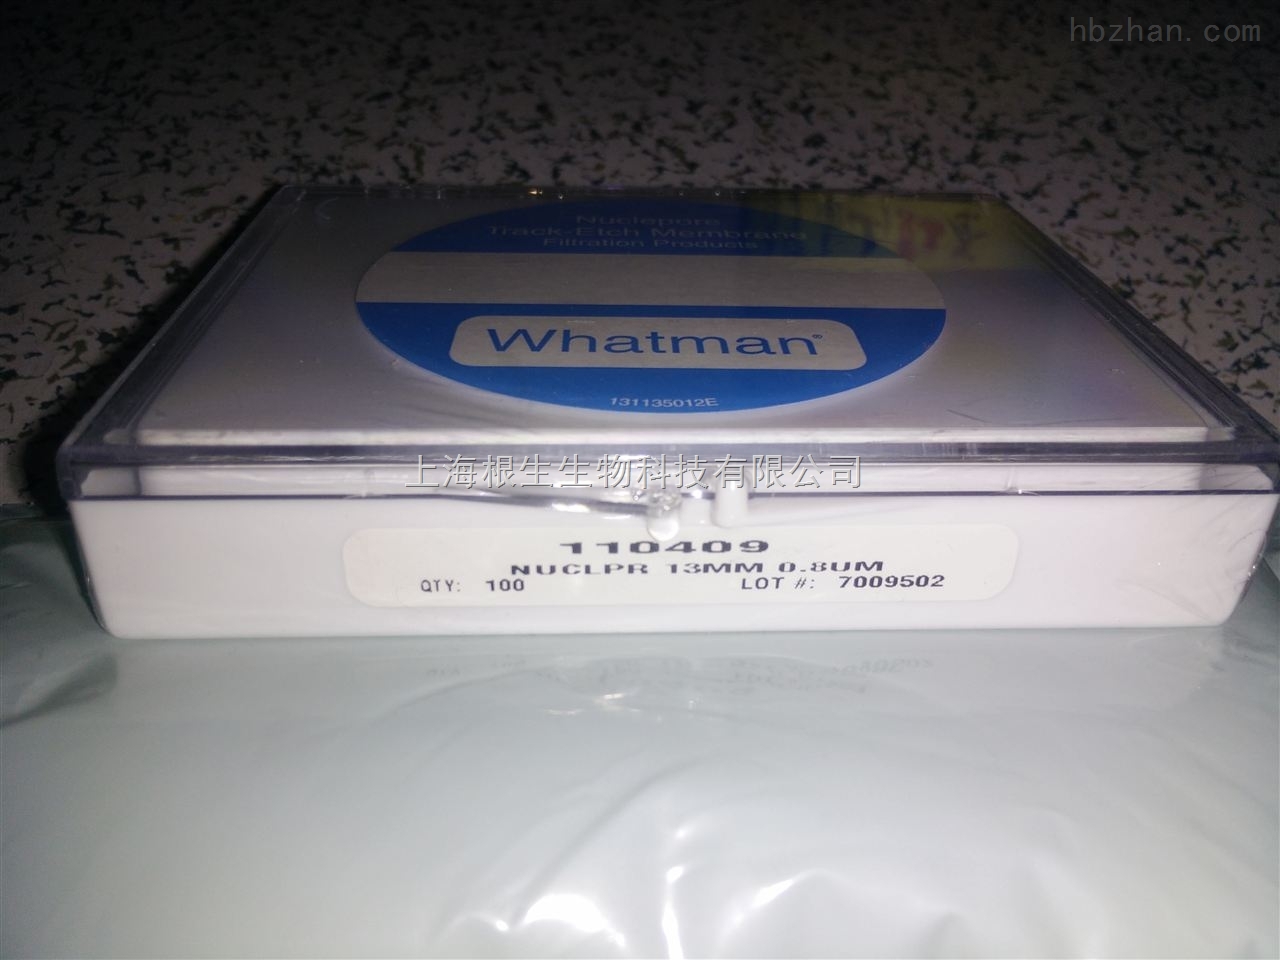 hbzhan.com
Nuclepore
Track-Etch Membrane
Filtration Products
Whatman®
131135012E
上海根生生物科技有限公司
110409
NUCLPR 13MM 0.8UM
QTY: 100 LOT #: 7009502